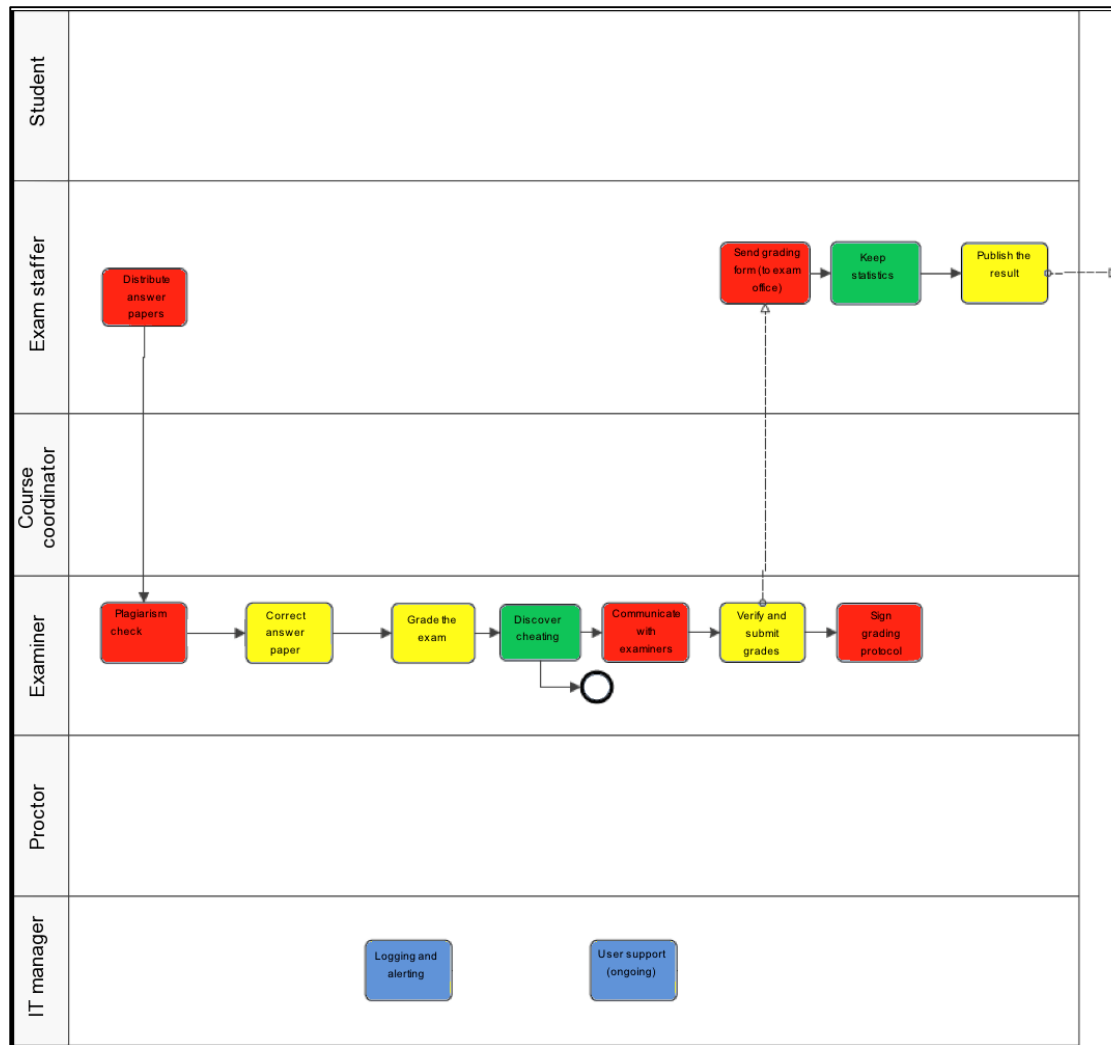 Student
Exam staffer
Distribute
answer
papers
Send grading
form (to exam
office)
Keep
statistics
Publish the
result
Course
coordinator
Examiner
Plagiarism
check
Correct
answer
paper
Grade the
exam
Discover
cheating
Communicate
with
examiners
Verify and
submit
grades
Sign
grading
protocol
Proctor
IT manager
Logging and
alerting
User support
(ongoing)